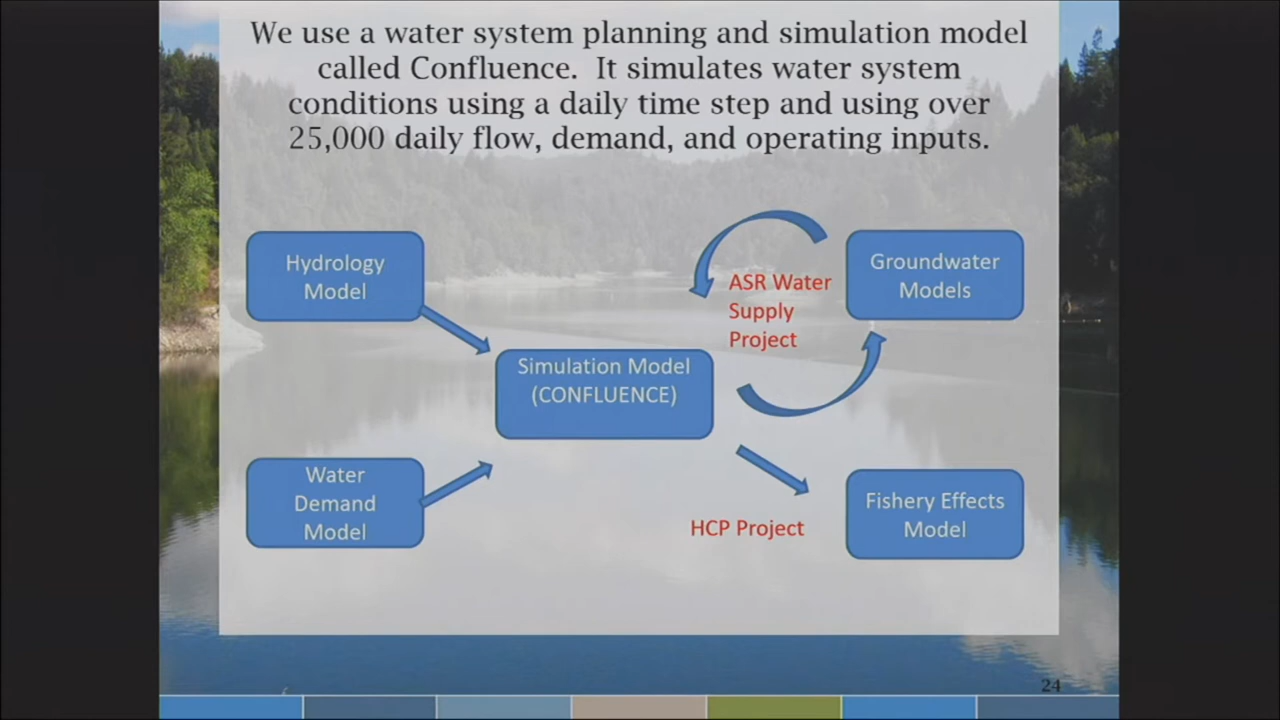 We use a water system planning and simulation model
called Confluence. It simulates water system
conditions using a daily time step and using over
25,000 daily flow, demand, and operating inputs.
Hydrology
Model
Groundwater
Models
ASR Water
Supply
Project
Simulation Model
(CONFLUENCE)
Water
Demand
Model
Fishery Effects
Model
HCP Project
24